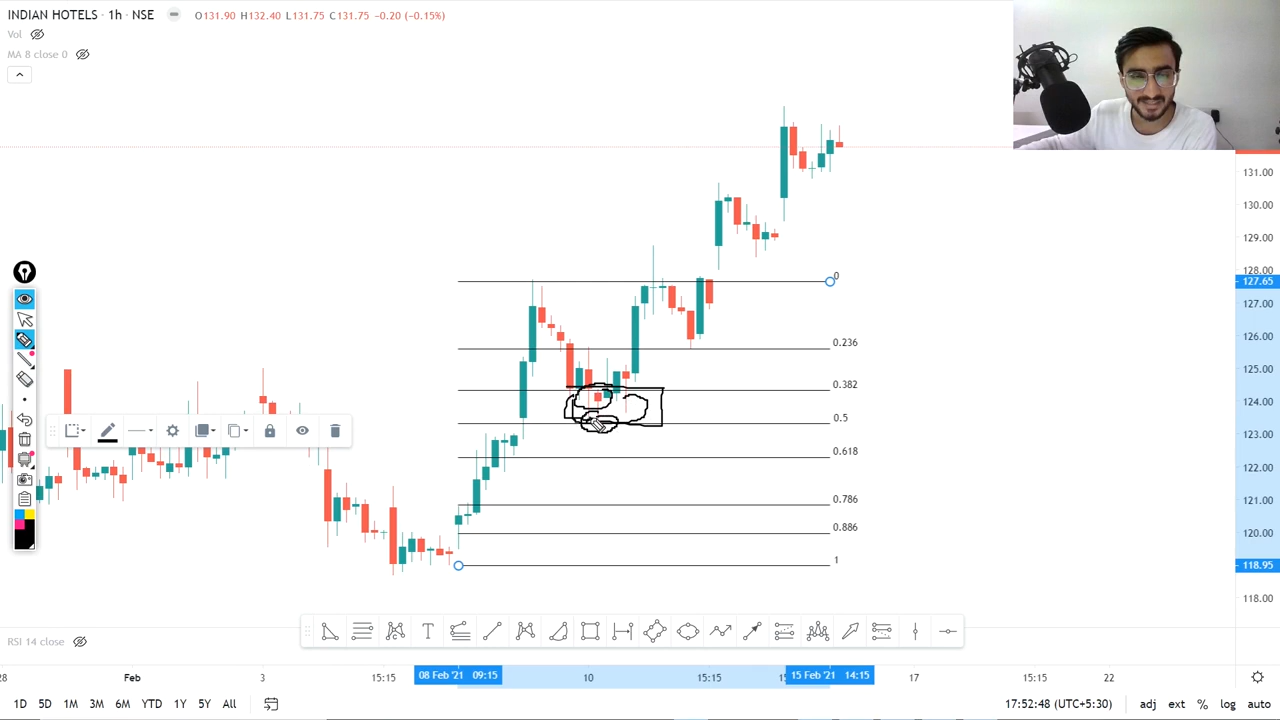 INDIAN HOTELS · 1h · NSE
O131.90 H132.40 L131.75 C131.75 −0.20 (−0.15%)
Vol
MA 8 close 0
131.00
130.00
129.00
128.00
127.65
127.00
126.00
125.00
124.00
123.00
122.00
121.00
120.00
118.95
118.00
0
0.236
0.382
0.5
0.618
0.786
0.886
1
T
RSI 14 close
28
Feb
3
15:15
08 Feb '21 09:15
10
15:15
15 Feb '21 14:15
17
15:15
22
1D 5D 1M 3M 6M YTD 1Y 5Y All
17:52:48 (UTC+5:30)
adj ext % log auto